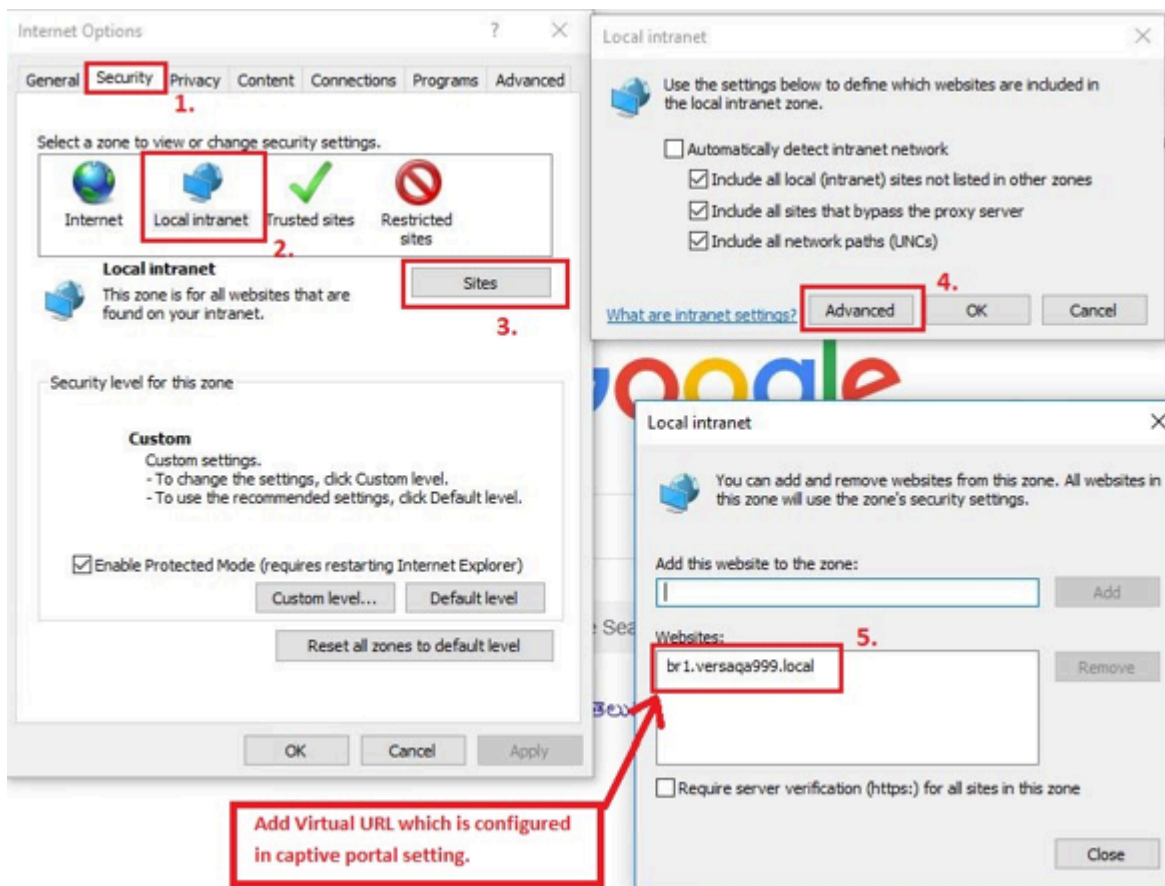 Internet Options
?
General Security Privacy Content Connections Programs Advanced
1.
Select a zone to view or change security settings.
Internet Local intranet Trusted sites Restricted
sites
2.
Local intranet
This zone is for all websites that are
found on your intranet.
Sites
3.
Security level for this zone
Custom
Custom settings.
- To change the settings, click Custom level.
- To use the recommended settings, click Default level.
Enable Protected Mode (requires restarting Internet Explorer)
Custom level... Default level
Reset all zones to default level
OK Cancel Apply
Local intranet
Use the settings below to define which websites are included in
the local intranet zone.
Automatically detect intranet network
Include all local (intranet) sites not listed in other zones
Include all sites that bypass the proxy server
Include all network paths (UNCs)
4.
What are intranet settings? Advanced OK Cancel
oogle
Local intranet
You can add and remove websites from this zone. All websites in
this zone will use the zone's security settings.
Add this website to the zone:
Add
e Sea
Websites:
5.
br1.versaqa999.local
Remove
తెలు
Require server verification (https:) for all sites in this zone
Close
Add Virtual URL which is configured
in captive portal setting.